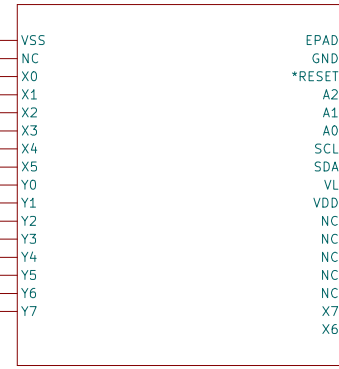 VSS
NC
X0
X1
X2
X3
X4
X5
Y0
Y1
Y2
Y3
Y4
Y5
Y6
Y7
EPAD
GND
*RESET
A2
A1
A0
SCL
SDA
VL
VDD
NC
NC
NC
NC
NC
X7
X6